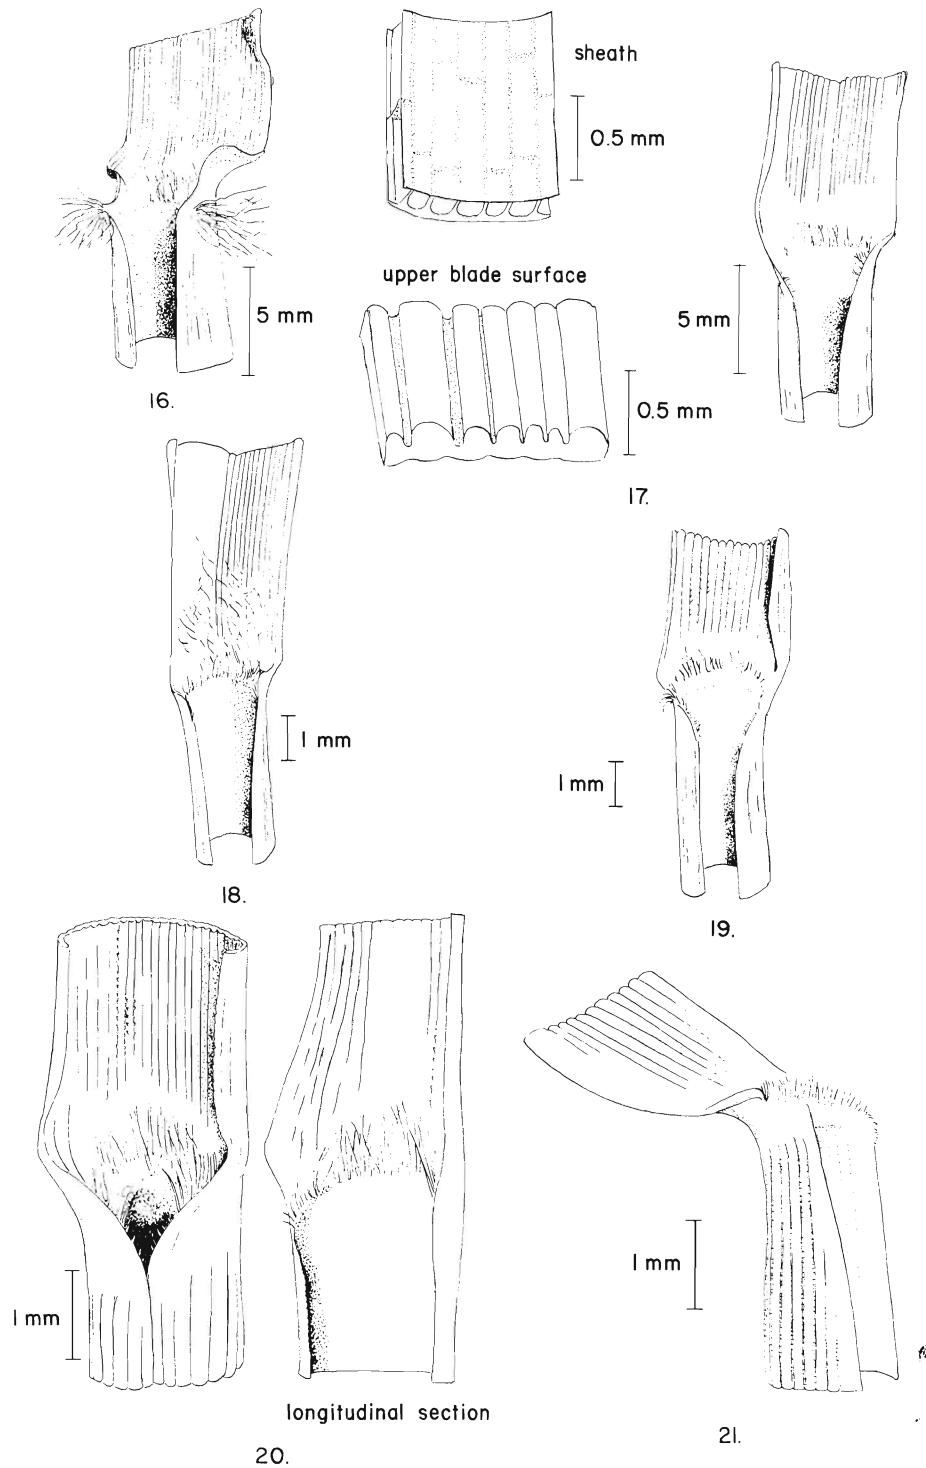 sheath
0.5 mm
upper blade surface
5 mm
16.
5 mm
0.5 mm
17.
1 mm
18.
1 mm
19.
1 mm
longitudinal section
20.
1 mm
21.